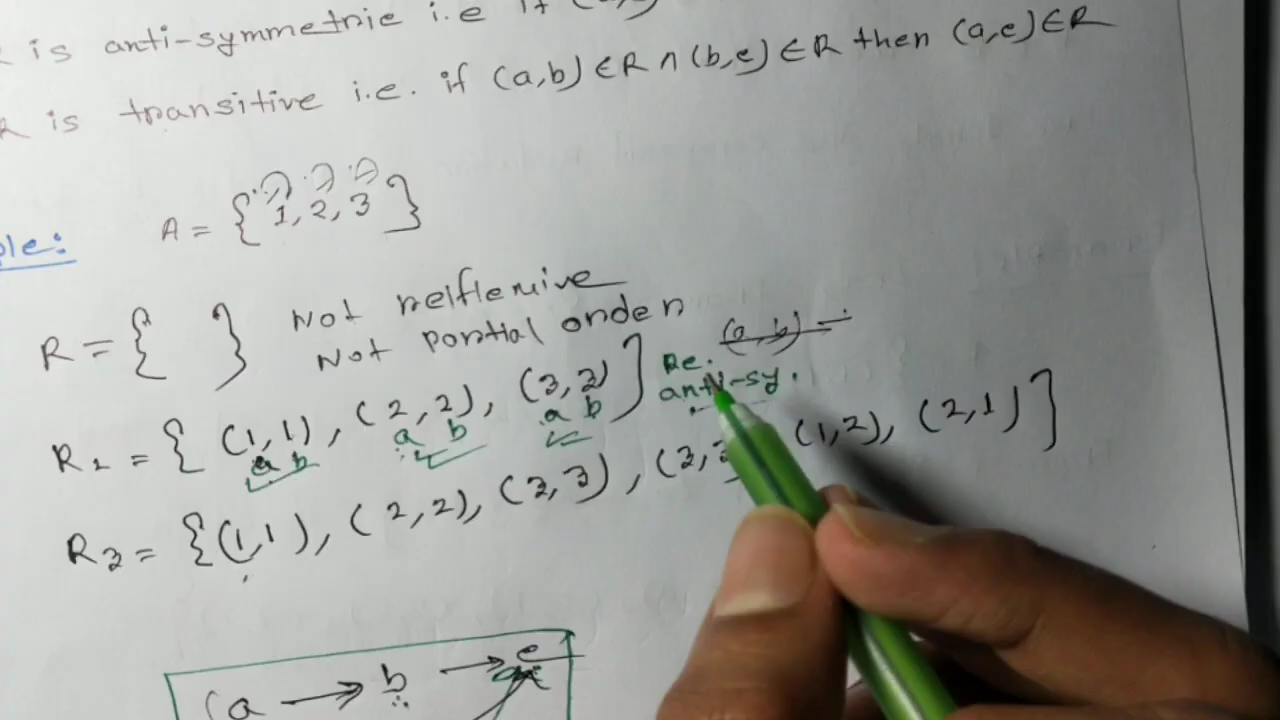 R is anti-symmetric i.e if (
R is transitive i.e. if (a,b) ∈ R ∩ (b,c) ∈ R then (a,c) ∈ R
ple:
A = { 1, 2, 3 }
R = { } Not relflexive
Not partial order
(a, b) -
Re.
anti-sy.
R1 = { (1,1), (2,2), (3,3) }
a b a b a b
R2 = { (1,1), (2,2), (3,3), (3, (1,2), (2,1) }
(a → b → c